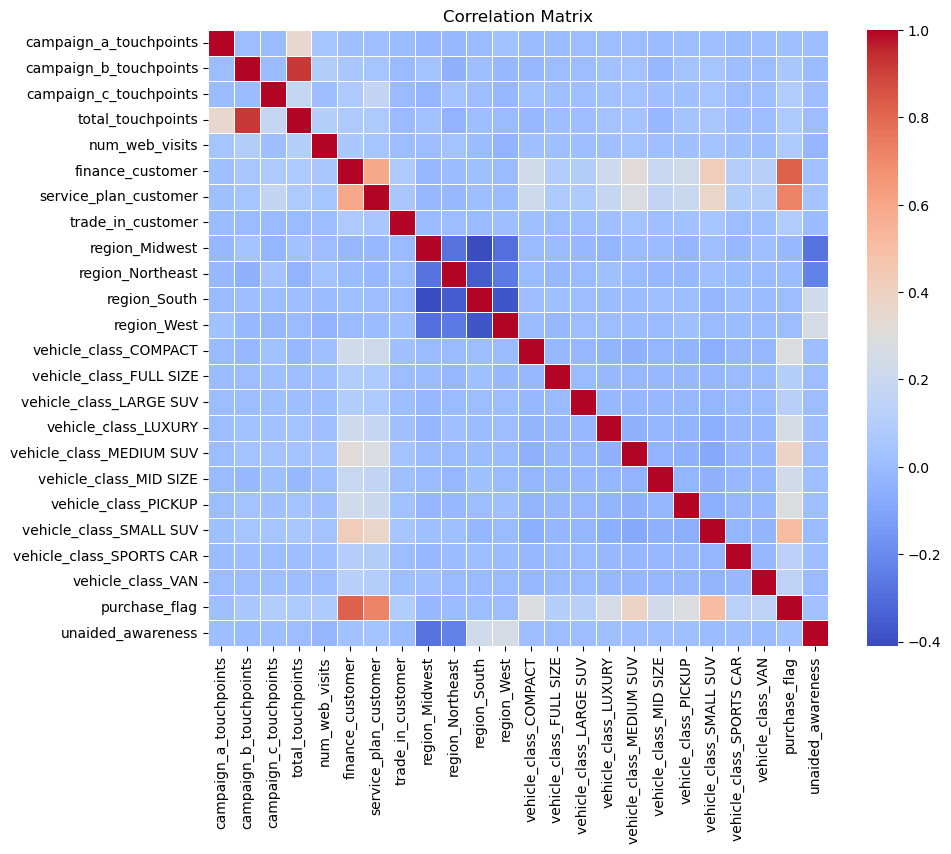 Correlation Matrix
campaign_a_touchpoints
campaign_b_touchpoints
campaign_c_touchpoints
total_touchpoints
num_web_visits
finance_customer
service_plan_customer
trade_in_customer
region_Midwest
region_Northeast
region_South
region_West
vehicle_class_COMPACT
vehicle_class_FULL SIZE
vehicle_class_LARGE SUV
vehicle_class_LUXURY
vehicle_class_MEDIUM SUV
vehicle_class_MID SIZE
vehicle_class_PICKUP
vehicle_class_SMALL SUV
vehicle_class_SPORTS CAR
vehicle_class_VAN
purchase_flag
unaided_awareness
campaign_a_touchpoints
campaign_b_touchpoints
campaign_c_touchpoints
total_touchpoints
num_web_visits
finance_customer
service_plan_customer
trade_in_customer
region_Midwest
region_Northeast
region_South
region_West
vehicle_class_COMPACT
vehicle_class_FULL SIZE
vehicle_class_LARGE SUV
vehicle_class_LUXURY
vehicle_class_MEDIUM SUV
vehicle_class_MID SIZE
vehicle_class_PICKUP
vehicle_class_SMALL SUV
vehicle_class_SPORTS CAR
vehicle_class_VAN
purchase_flag
unaided_awareness
1.0
0.8
0.6
0.4
0.2
0.0
−0.2
−0.4